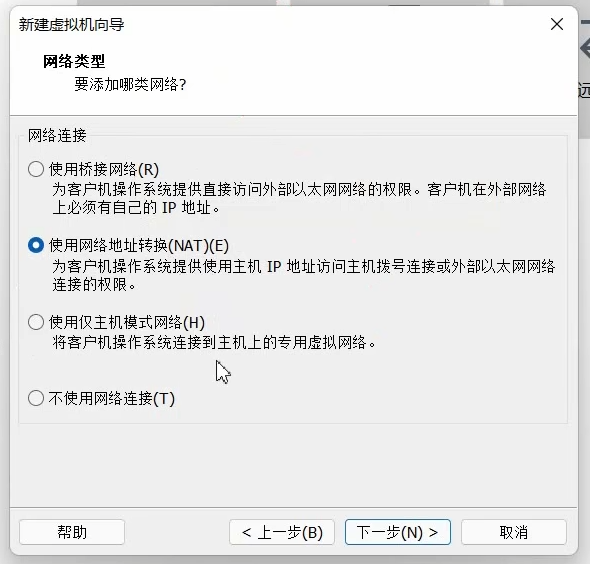 新建虚拟机向导
网络类型
要添加哪类网络?
远
网络连接
使用桥接网络(R)
为客户机操作系统提供直接访问外部以太网网络的权限。客户机在外部网络
上必须有自己的 IP 地址。
使用网络地址转换(NAT)(E)
为客户机操作系统提供使用主机 IP 地址访问主机拨号连接或外部以太网网络
连接的权限。
使用仅主机模式网络(H)
将客户机操作系统连接到主机上的专用虚拟网络。
不使用网络连接(T)
帮助
< 上一步(B)
下一步(N) >
取消